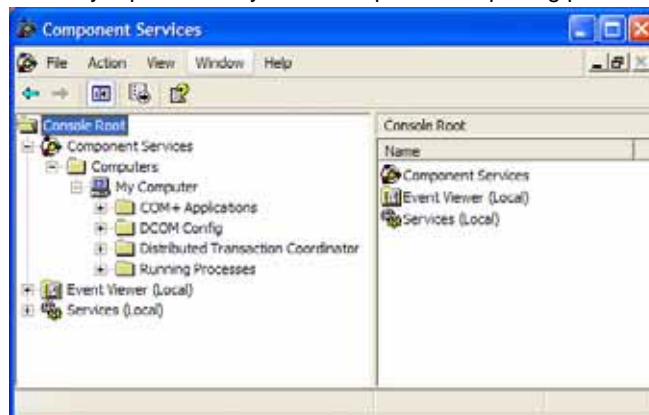 Component Services
File Action View Window Help
Console Root
Component Services
Computers
My Computer
COM+ Applications
DCOM Config
Distributed Transaction Coordinator
Running Processes
Event Viewer (Local)
Services (Local)
Console Root
Name
Component Services
Event Viewer (Local)
Services (Local)